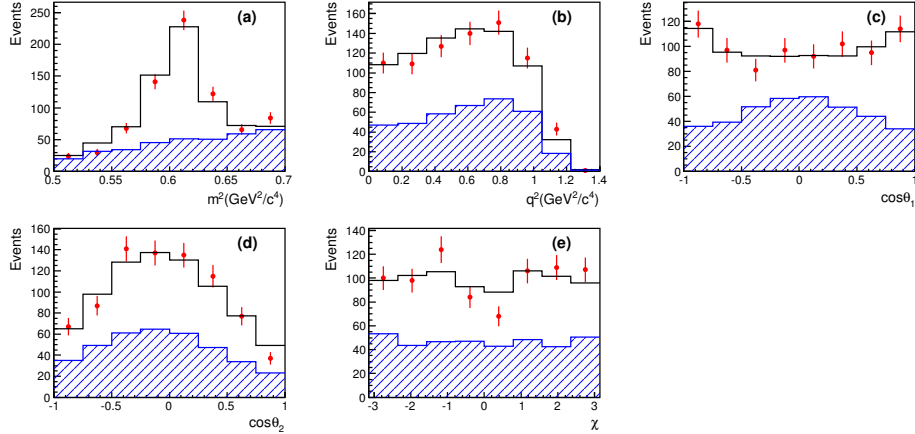 (a)
Events
250
200
150
100
50
0
0.5 0.55 0.6 0.65 0.7
m²(GeV²/c⁴)
(b)
Events
160
140
120
100
80
60
40
20
0
0 0.2 0.4 0.6 0.8 1 1.2 1.4
q²(GeV²/c⁴)
(c)
Events
120
100
80
60
40
20
0
-1 -0.5 0 0.5 1
cosθ₁
(d)
Events
160
140
120
100
80
60
40
20
0
-1 -0.5 0 0.5 1
cosθ₂
(e)
Events
140
120
100
80
60
40
20
0
-3 -2 -1 0 1 2 3
χ